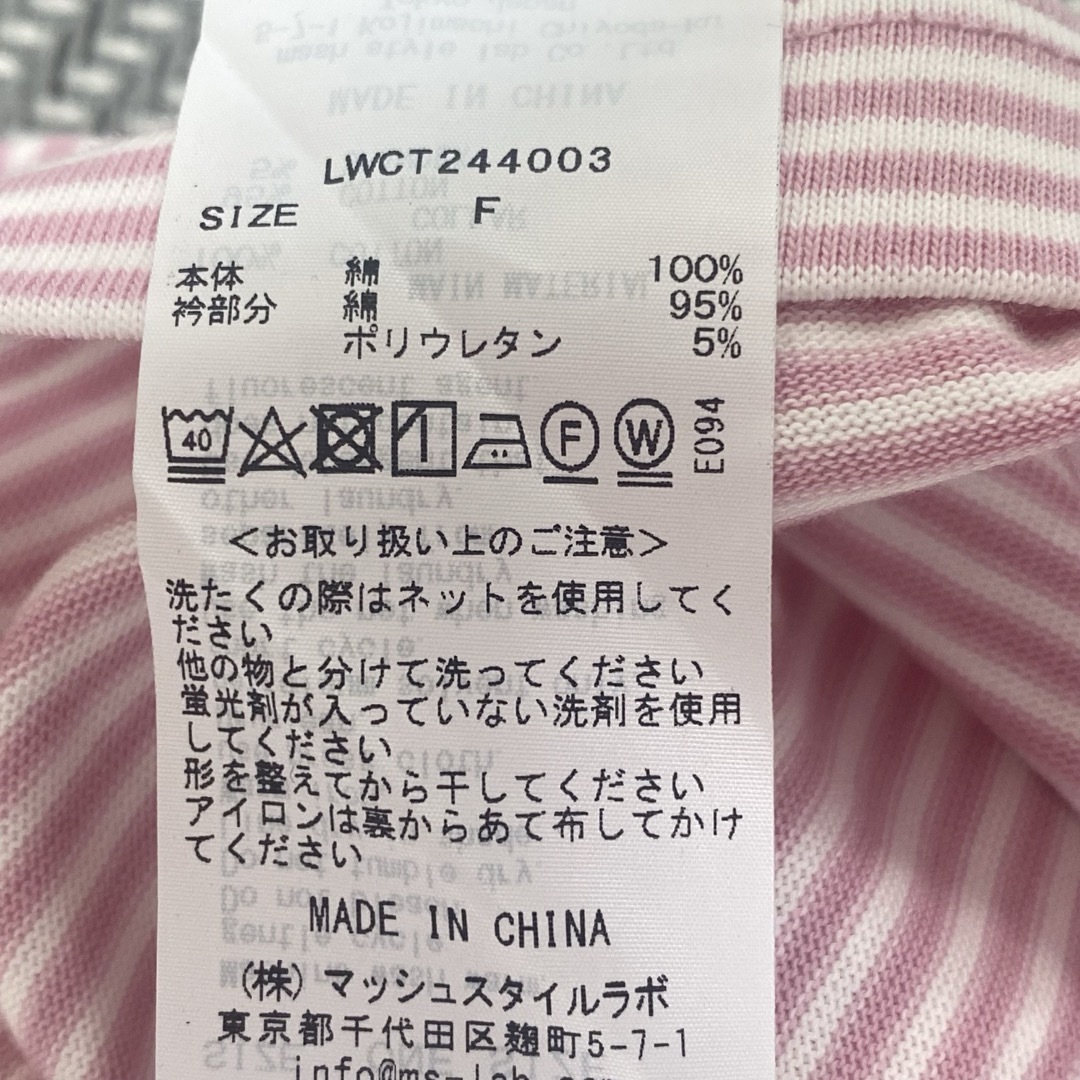 LWCT244003
SIZE F
本体 綿 100%
衿部分 綿 95%
ポリウレタン 5%
40 F W E094
<お取り扱い上のご注意>
洗たくの際はネットを使用してく
ださい
他の物と分けて洗ってください
蛍光剤が入っていない洗剤を使用
してください
形を整えてから干してください
アイロンは裏からあて布してかけ
てください
MADE IN CHINA
(株)マッシュスタイルラボ
東京都千代田区麹町5-7-1